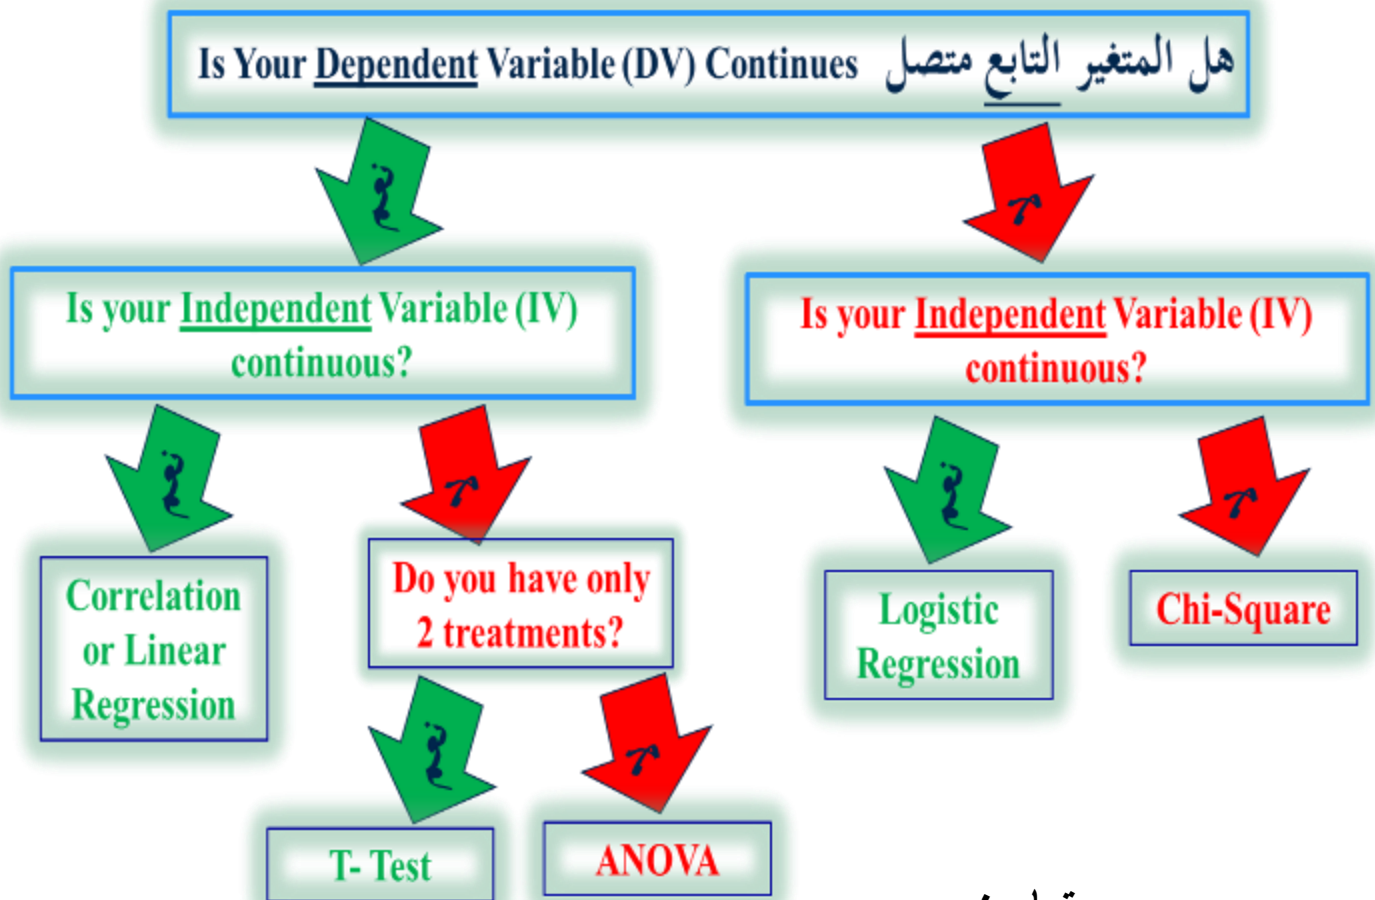 Is Your Dependent Variable (DV) Continues هل المتغير التابع متصل
نعم
لا
Is your Independent Variable (IV)
continuous?
Is your Independent Variable (IV)
continuous?
نعم
لا
نعم
لا
Correlation
or Linear
Regression
Do you have only
2 treatments?
Logistic
Regression
Chi-Square
نعم
لا
T- Test
ANOVA